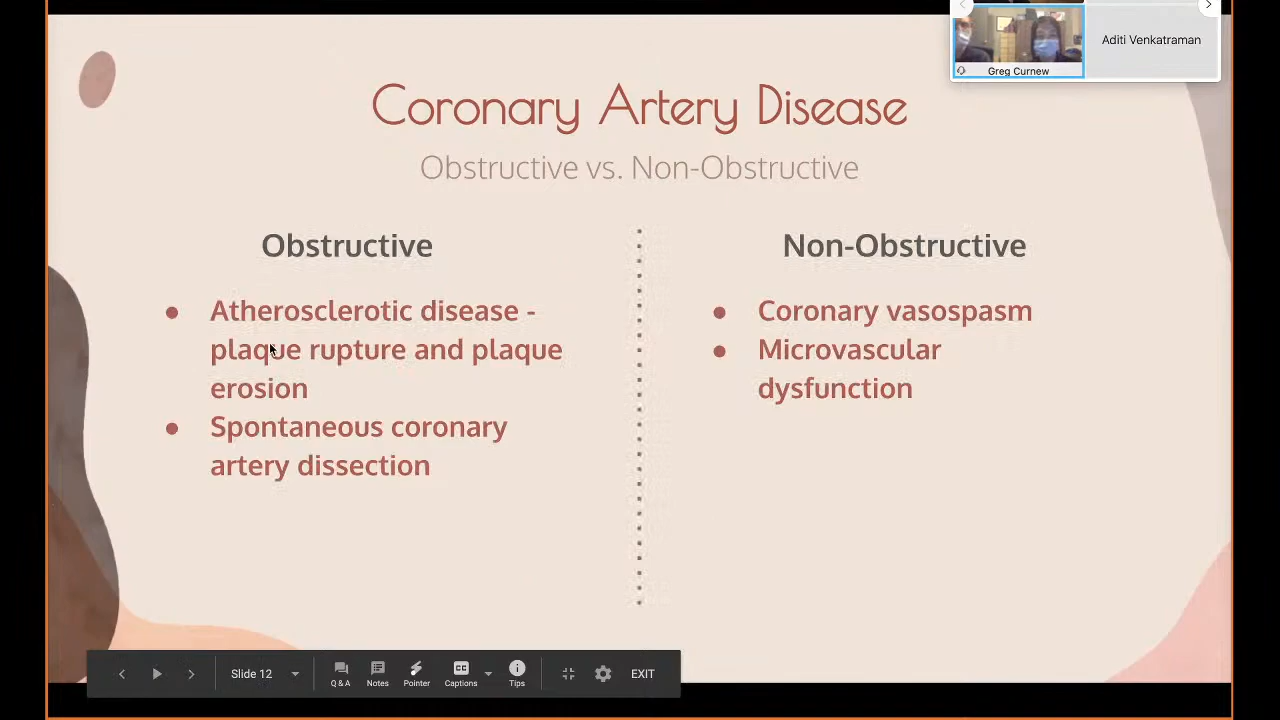 Aditi Venkatraman
Greg Curnew
Coronary Artery Disease
Obstructive vs. Non-Obstructive
Obstructive
● Atherosclerotic disease -
plaque rupture and plaque
erosion
● Spontaneous coronary
artery dissection
Non-Obstructive
● Coronary vasospasm
● Microvascular
dysfunction
Slide 12
Q & A
Notes
Pointer
CC
Captions
Tips
EXIT